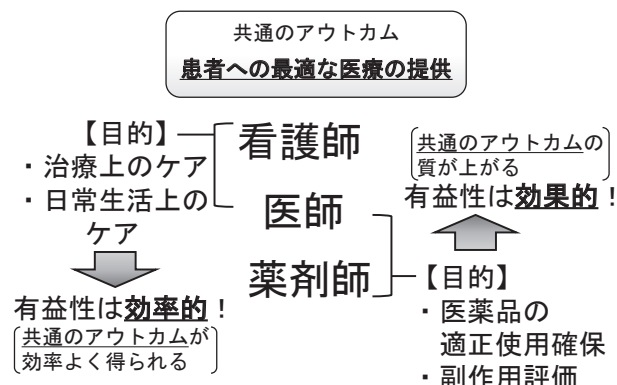 共通のアウトカム
患者への最適な医療の提供
【目的】
・治療上のケア
・日常生活上の
ケア
有益性は効率的！
共通のアウトカムが
効率よく得られる
看護師
医師
薬剤師
共通のアウトカムの
質が上がる
有益性は効果的！
【目的】
・医薬品の
適正使用確保
・副作用評価